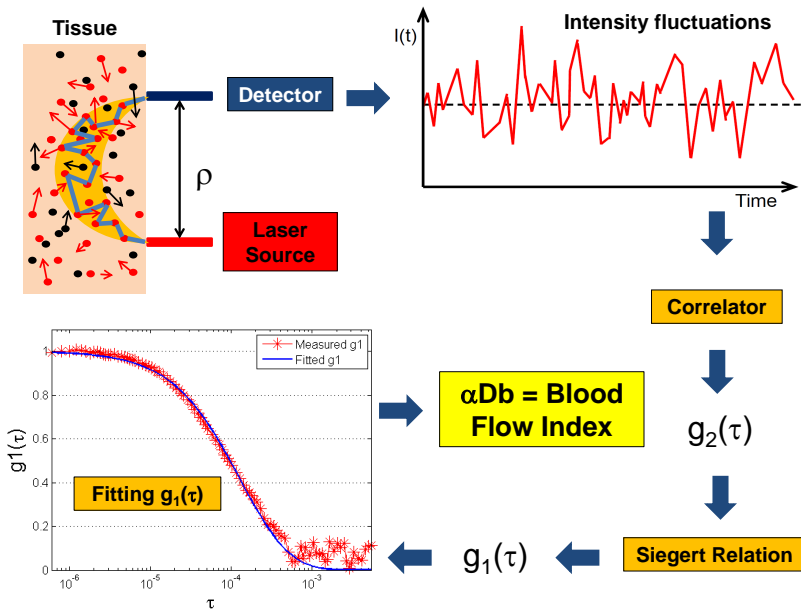 Tissue
Detector
ρ
Laser
Source
I(t)
Intensity fluctuations
Time
Correlator
g₂(τ)
Siegert Relation
g₁(τ)
αDb = Blood
Flow Index
Measured g1
Fitted g1
Fitting g₁(τ)
g1(τ)
1
0.8
0.6
0.4
0.2
0
10⁻⁶
10⁻⁵
10⁻⁴
10⁻³
τ